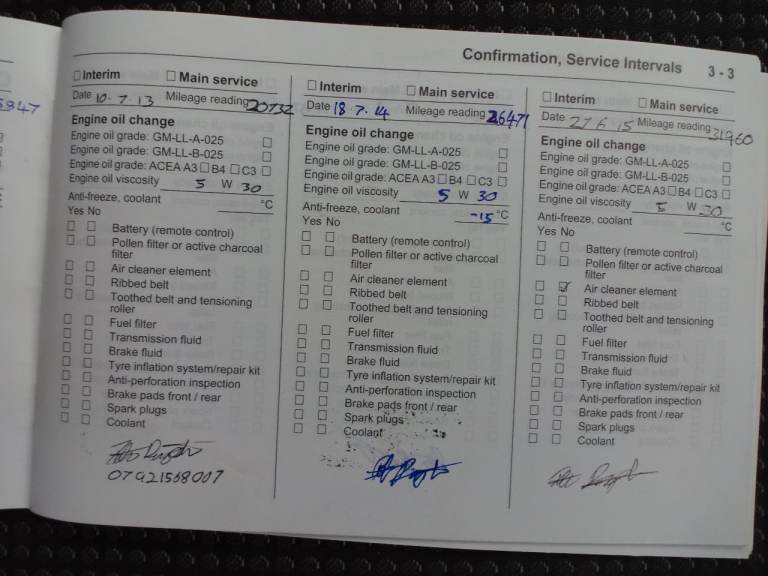 Confirmation, Service Intervals 3 - 3
Interim Main service
Date 10.7.13 Mileage reading 20732
Engine oil change
Engine oil grade: GM-LL-A-025
Engine oil grade: GM-LL-B-025
Engine oil grade: ACEA A3 B4 C3
Engine oil viscosity 5 W 30
Anti-freeze, coolant °C
Yes No
Battery (remote control)
Pollen filter or active charcoal
filter
Air cleaner element
Ribbed belt
Toothed belt and tensioning
roller
Fuel filter
Transmission fluid
Brake fluid
Tyre inflation system/repair kit
Anti-perforation inspection
Brake pads front / rear
Spark plugs
Coolant
Interim Main service
Date 18.7.14 Mileage reading 26471
Engine oil change
Engine oil grade: GM-LL-A-025
Engine oil grade: GM-LL-B-025
Engine oil grade: ACEA A3 B4 C3
Engine oil viscosity 5 W 30
Anti-freeze, coolant -15 °C
Yes No
Battery (remote control)
Pollen filter or active charcoal
filter
Air cleaner element
Ribbed belt
Toothed belt and tensioning
roller
Fuel filter
Transmission fluid
Brake fluid
Tyre inflation system/repair kit
Anti-perforation inspection
Brake pads front / rear
Spark plugs
Coolant
Interim Main service
Date 27 6 15 Mileage reading 31960
Engine oil change
Engine oil grade: GM-LL-A-025
Engine oil grade: GM-LL-B-025
Engine oil grade: ACEA A3 B4 C3
Engine oil viscosity 5 W 30
Anti-freeze, coolant °C
Yes No
Battery (remote control)
Pollen filter or active charcoal
filter
Air cleaner element
Ribbed belt
Toothed belt and tensioning
roller
Fuel filter
Transmission fluid
Brake fluid
Tyre inflation system/repair kit
Anti-perforation inspection
Brake pads front / rear
Spark plugs
Coolant